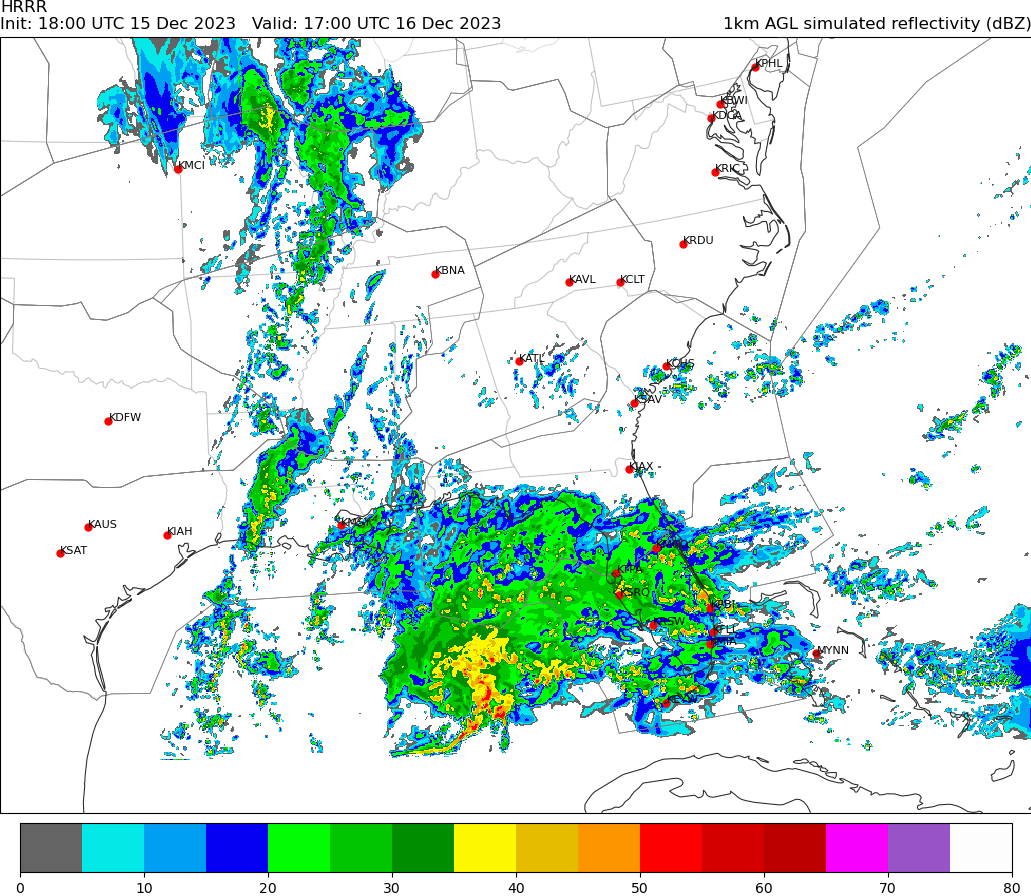 HRRR
Init: 18:00 UTC 15 Dec 2023 Valid: 17:00 UTC 16 Dec 2023 1km AGL simulated reflectivity (dBZ)
KPHL
KBWI
KDCA
KMCI
KRIC
KRDU
KBNA
KAVL KCLT
KATL KCHS
KSAV
KDFW
KJAX
KAUS
KIAH
KMSY
KSAT
KTPA
KSRQ
KPBI
KRSW
KFLL
KMIA
MYNN
0 10 20 30 40 50 60 70 80